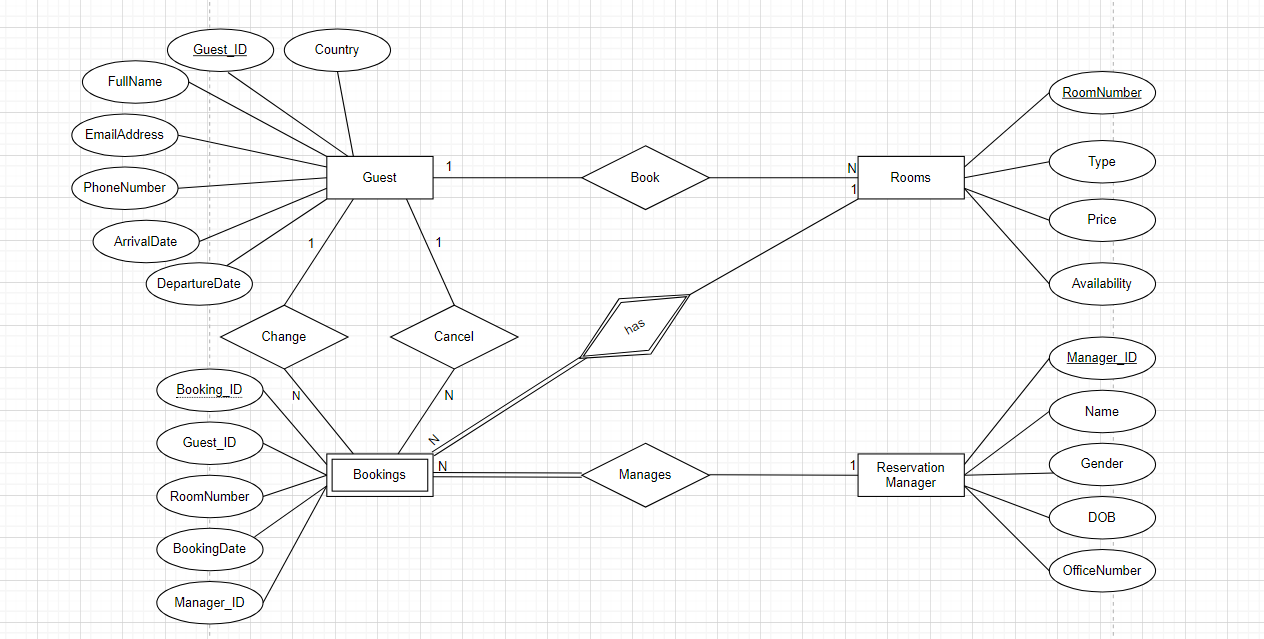 Guest_ID
Country
FullName
EmailAddress
PhoneNumber
ArrivalDate
DepartureDate
Guest
1
Book
N
1
Rooms
RoomNumber
Type
Price
Availability
1
1
Change
Cancel
has
N
N
N
N
Booking_ID
Guest_ID
RoomNumber
BookingDate
Manager_ID
Bookings
Manages
1
Reservation
Manager
Manager_ID
Name
Gender
DOB
OfficeNumber